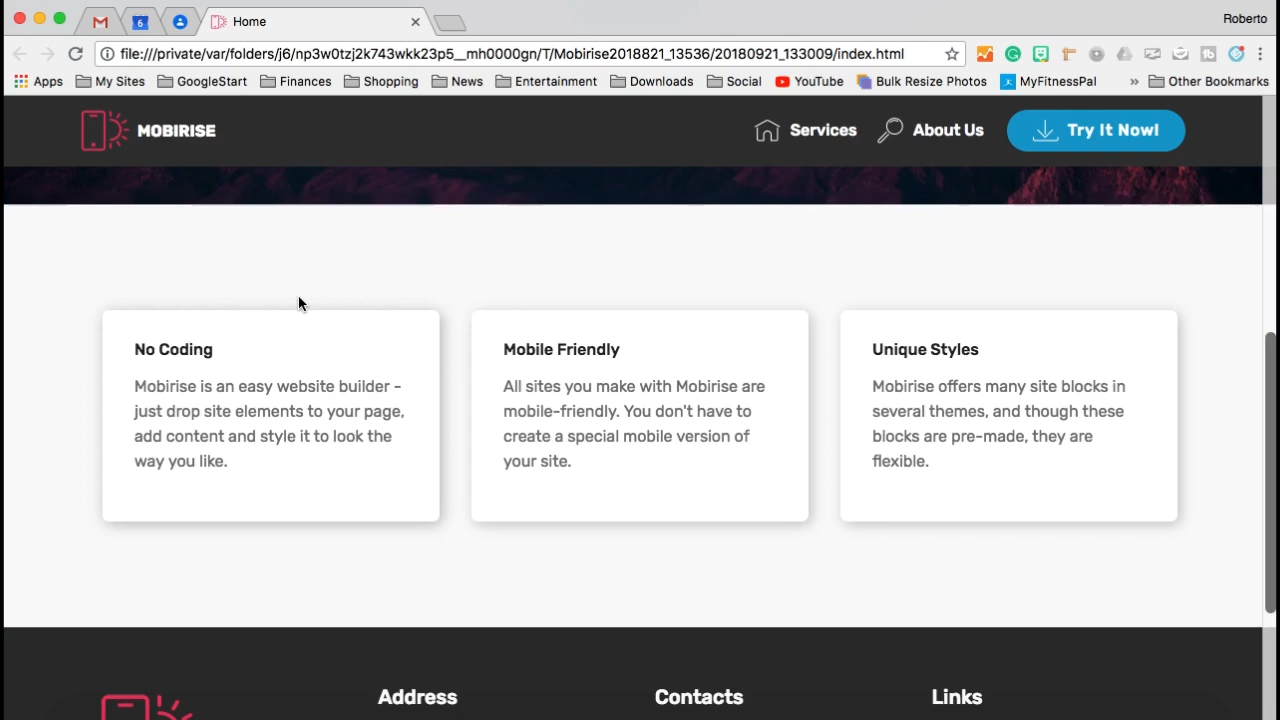 Home
Roberto
file:///private/var/folders/j6/np3w0tzj2k743wkk23p5__mh0000gn/T/Mobirise2018821_13536/20180921_133009/index.html
Apps My Sites GoogleStart Finances Shopping News Entertainment Downloads Social YouTube Bulk Resize Photos MyFitnessPal » Other Bookmarks
MOBIRISE Services About Us Try It Now!
No Coding
Mobirise is an easy website builder -
just drop site elements to your page,
add content and style it to look the
way you like.
Mobile Friendly
All sites you make with Mobirise are
mobile-friendly. You don't have to
create a special mobile version of
your site.
Unique Styles
Mobirise offers many site blocks in
several themes, and though these
blocks are pre-made, they are
flexible.
Address Contacts Links